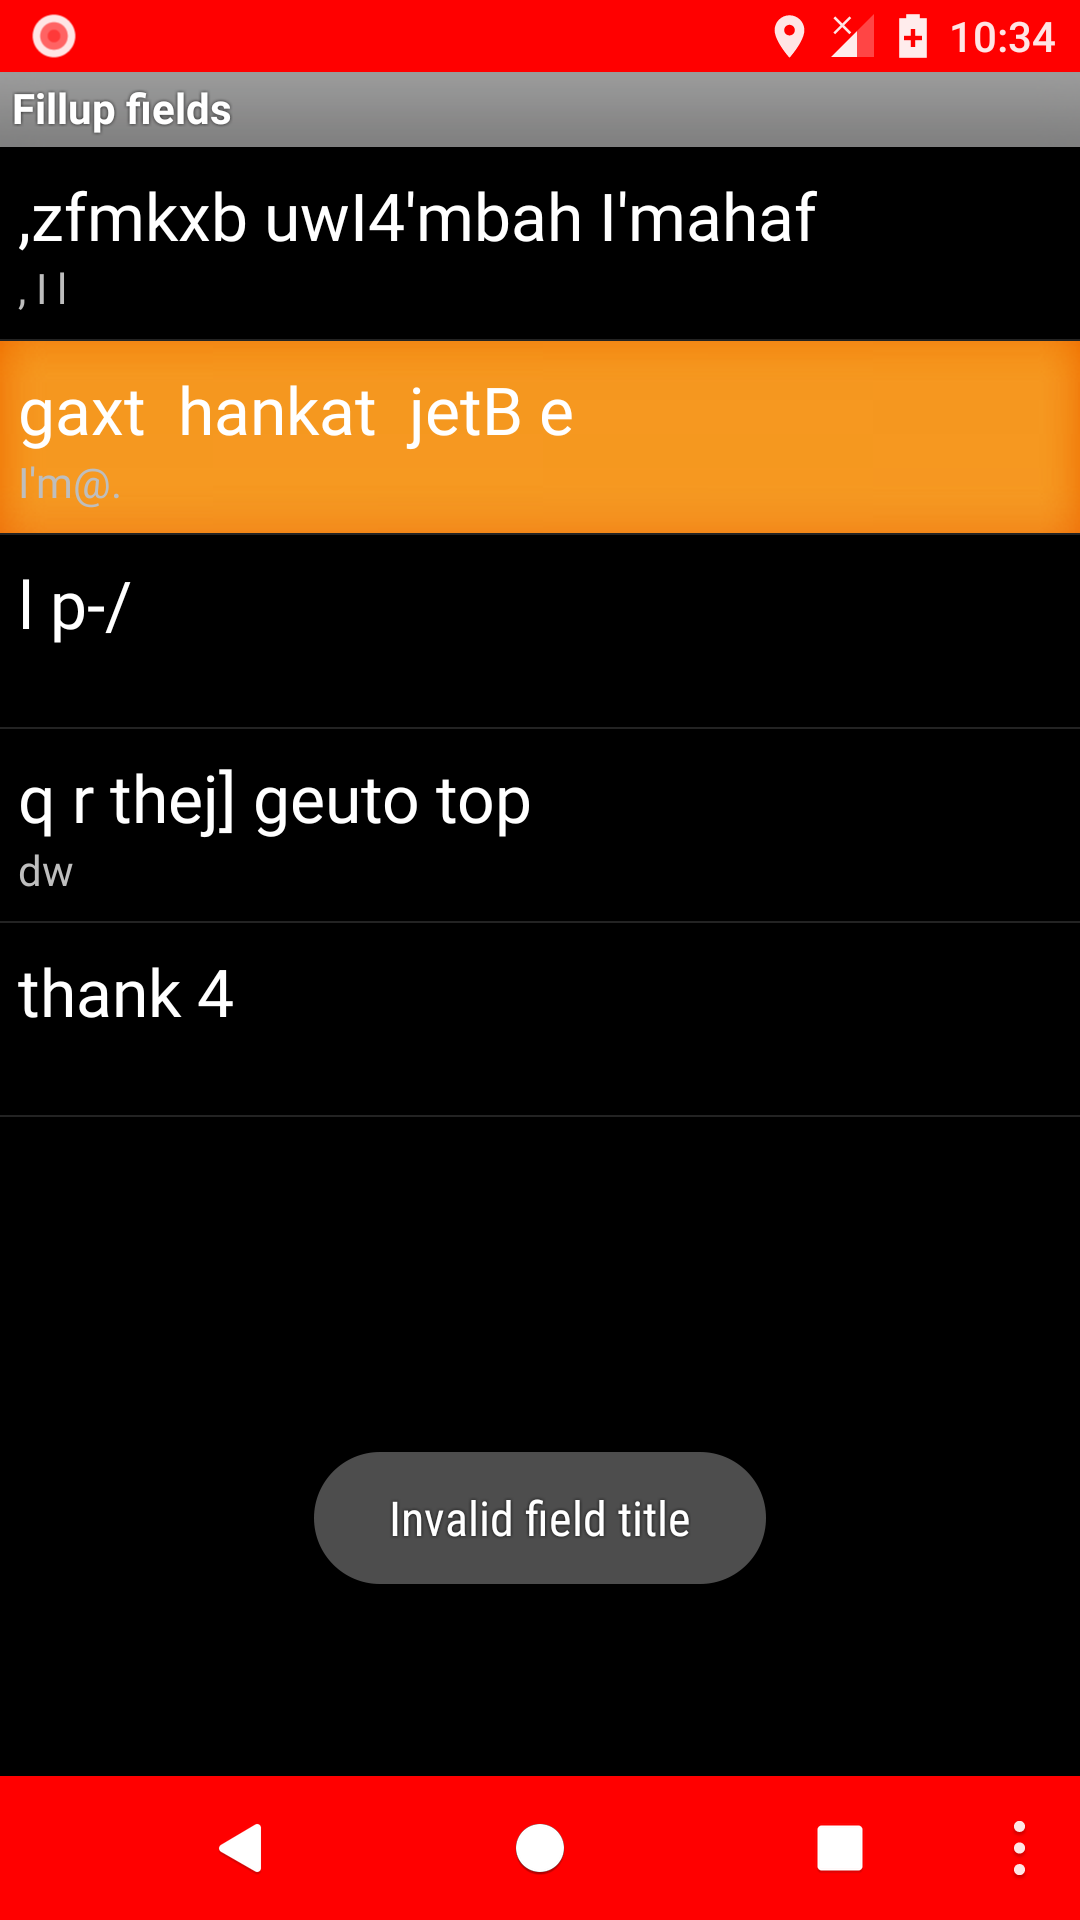 10:34
Fillup fields
,zfmkxb uwI4'mbah I'mahaf
, I l
gaxt  hankat  jetB e
I'm@.
l p-/
q r thej] geuto top
dw
thank 4
Invalid field title